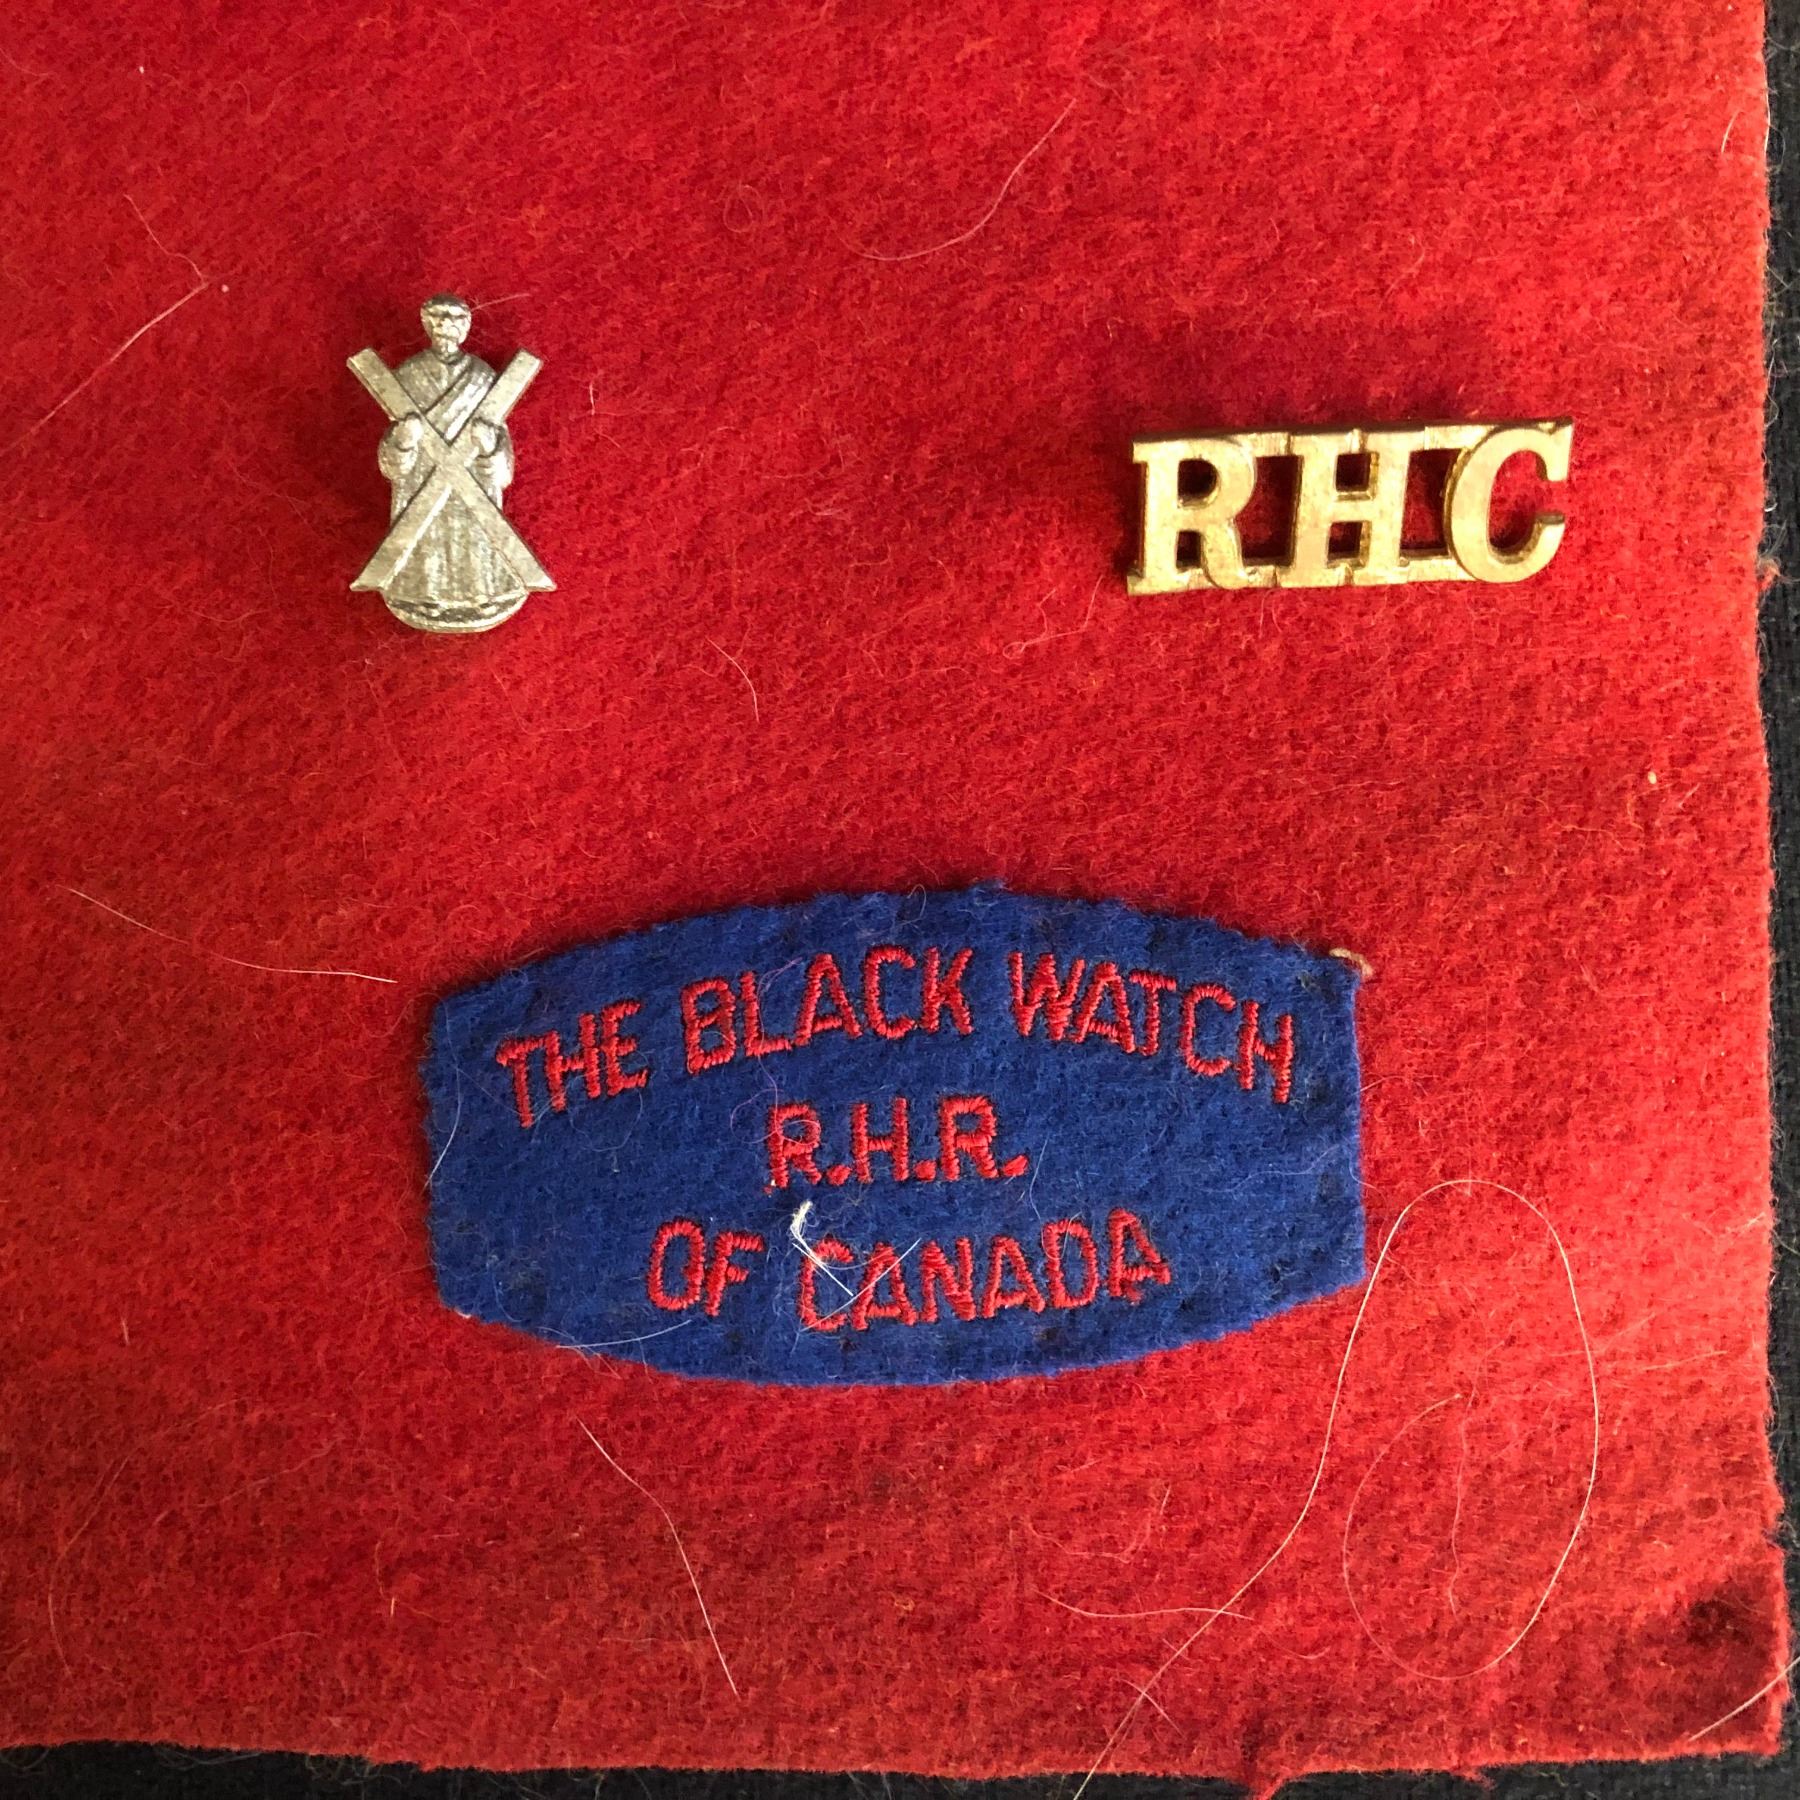 RHC
THE BLACK WATCH
R.H.R.
OF CANADA